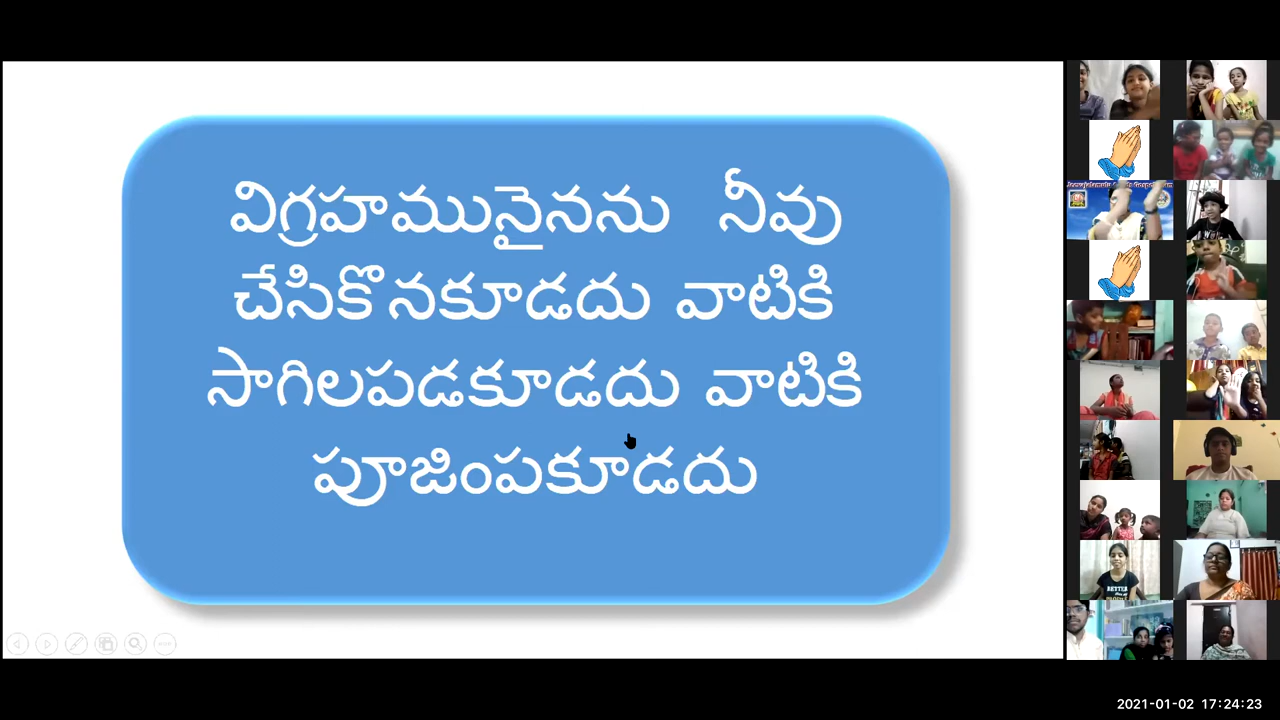 విగ్రహమునైనను నీవు
చేసికొనకూడదు వాటికి
సాగిలపడకూడదు వాటికి
పూజింపకూడదు
2021-01-02 17:24:23